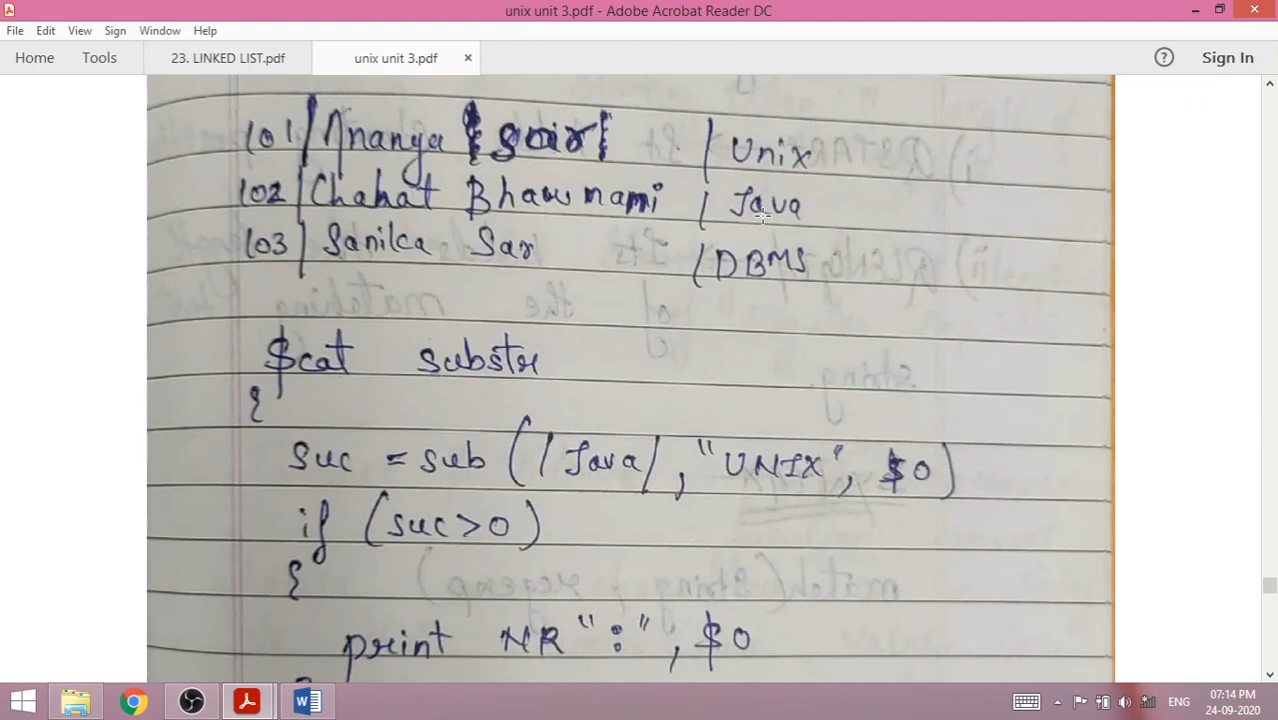 unix unit 3.pdf - Adobe Acrobat Reader DC
File Edit View Sign Window Help
Home Tools 23. LINKED LIST.pdf unix unit 3.pdf × Sign In
101 | Ananya | Unix
102 | Chahat Bhawnami | Java
103 | Sanika Sar | DBMS
$cat substr
{
suc = sub (/Java/, "UNIX", $0)
if (suc>0)
{
print NR ":", $0
ENG 07:14 PM
24-09-2020